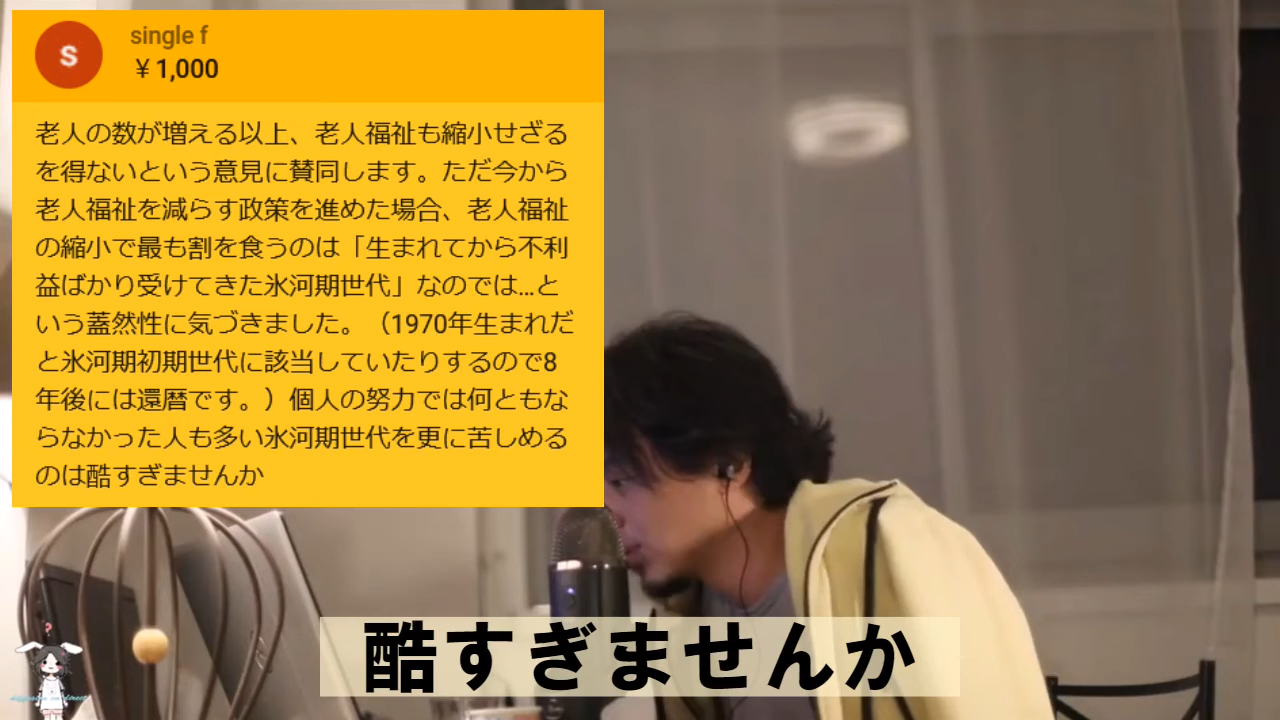 S
single f
￥1,000
老人の数が増える以上、老人福祉も縮小せざる
を得ないという意見に賛同します。ただ今から
老人福祉を減らす政策を進めた場合、老人福祉
の縮小で最も割を食うのは「生まれてから不利
益ばかり受けてきた氷河期世代」なのでは…と
いう蓋然性に気づきました。（1970年生まれだ
と氷河期初期世代に該当していたりするので8
年後には還暦です。）個人の努力では何ともな
らなかった人も多い氷河期世代を更に苦しめる
のは酷すぎませんか
?
酷すぎませんか